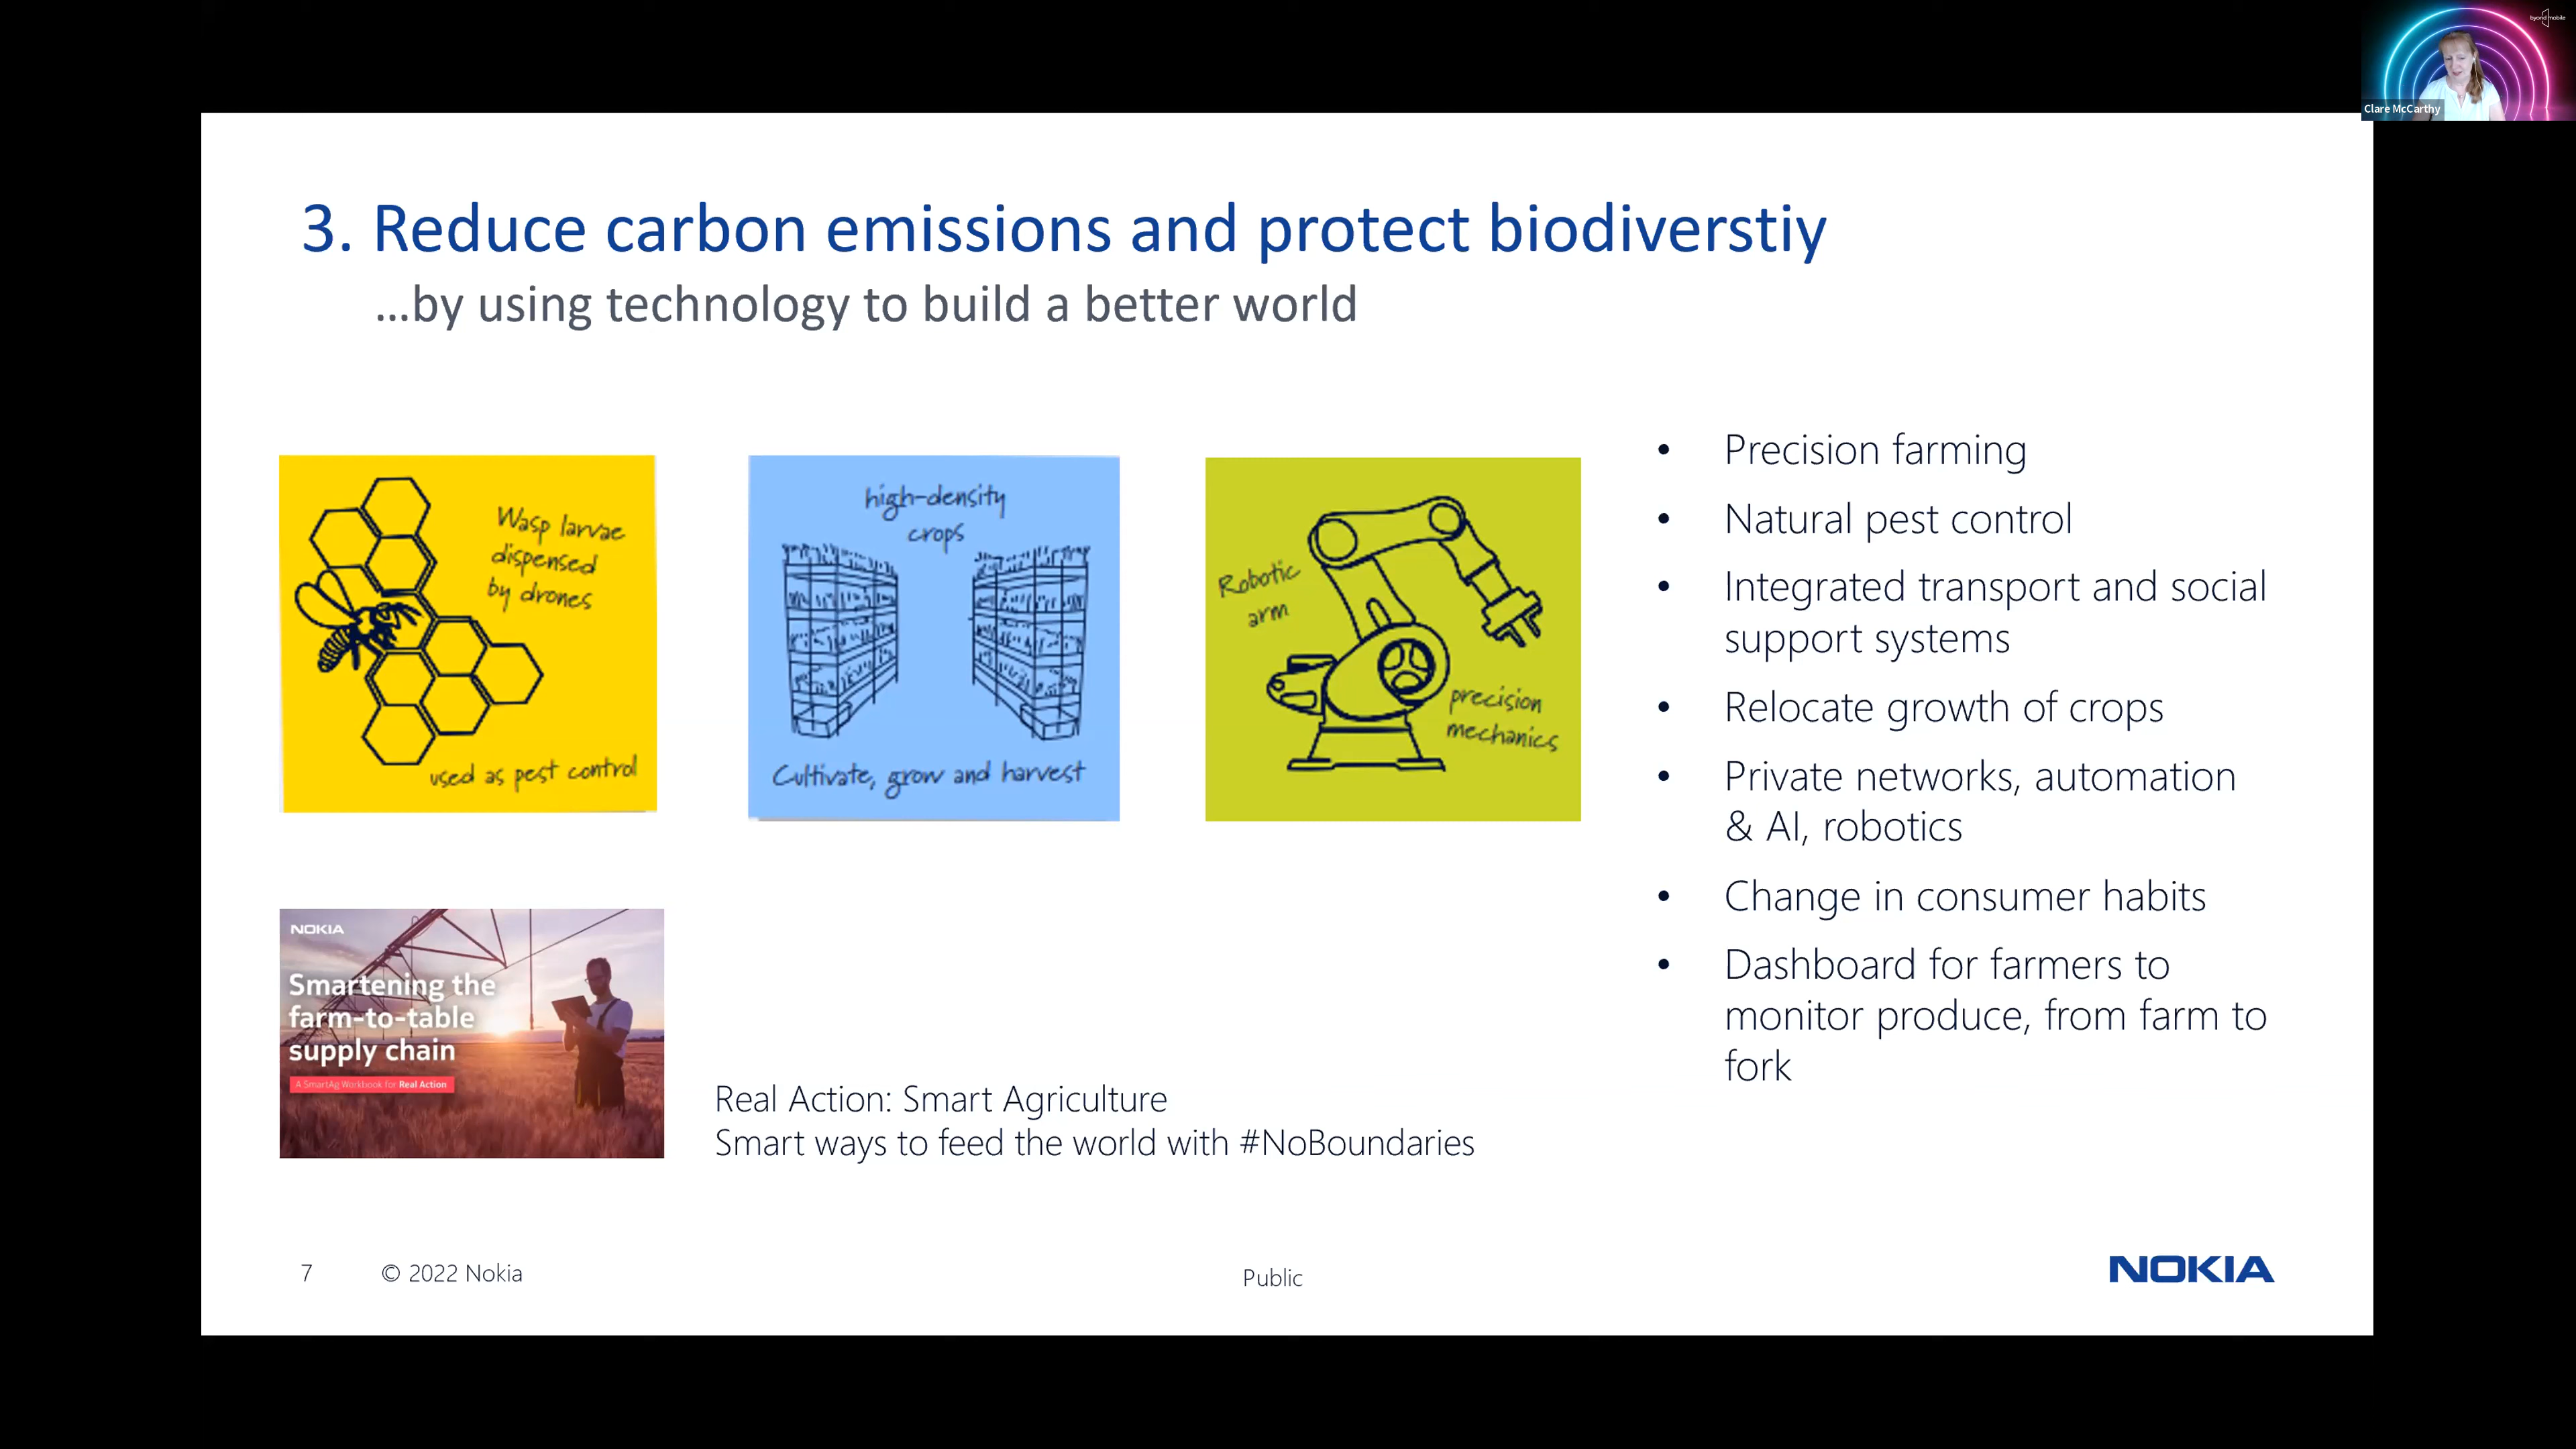 byond mobile
Clare McCarthy
3. Reduce carbon emissions and protect biodiverstiy
...by using technology to build a better world
Wasp larvae
dispensed
by drones
used as pest control
high-density
crops
Cultivate, grow and harvest
Robotic
arm
precision
mechanics
• Precision farming
• Natural pest control
• Integrated transport and social
support systems
• Relocate growth of crops
• Private networks, automation
& AI, robotics
• Change in consumer habits
• Dashboard for farmers to
monitor produce, from farm to
fork
NOKIA
Smartening the
farm-to-table
supply chain
A SmartAg Workbook for Real Action
Real Action: Smart Agriculture
Smart ways to feed the world with #NoBoundaries
7 © 2022 Nokia
Public
NOKIA